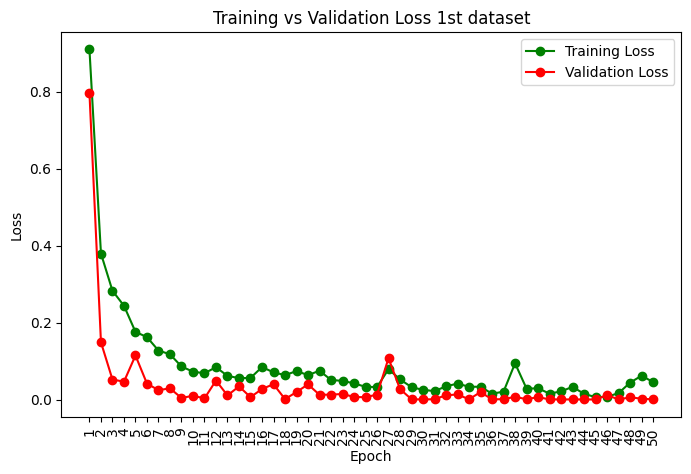 Training vs Validation Loss 1st dataset
Training Loss
Validation Loss
0.8
0.6
0.4
0.2
0.0
Loss
1 2 3 4 5 6 7 8 9 10 11 12 13 14 15 16 17 18 19 20 21 22 23 24 25 26 27 28 29 30 31 32 33 34 35 36 37 38 39 40 41 42 43 44 45 46 47 48 49 50
Epoch